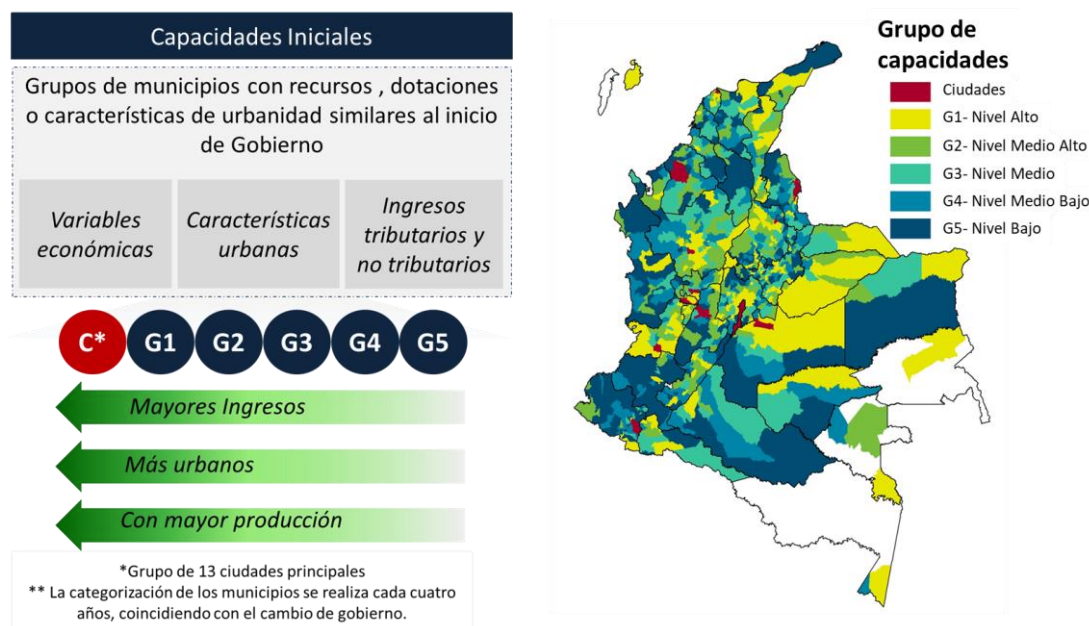 Capacidades Iniciales
Grupos de municipios con recursos , dotaciones
o características de urbanidad similares al inicio
de Gobierno
Variables
económicas
Características
urbanas
Ingresos
tributarios y
no tributarios
C*
G1
G2
G3
G4
G5
Mayores Ingresos
Más urbanos
Con mayor producción
*Grupo de 13 ciudades principales
** La categorización de los municipios se realiza cada cuatro
años, coincidiendo con el cambio de gobierno.
Grupo de
capacidades
Ciudades
G1- Nivel Alto
G2- Nivel Medio Alto
G3- Nivel Medio
G4- Nivel Medio Bajo
G5- Nivel Bajo